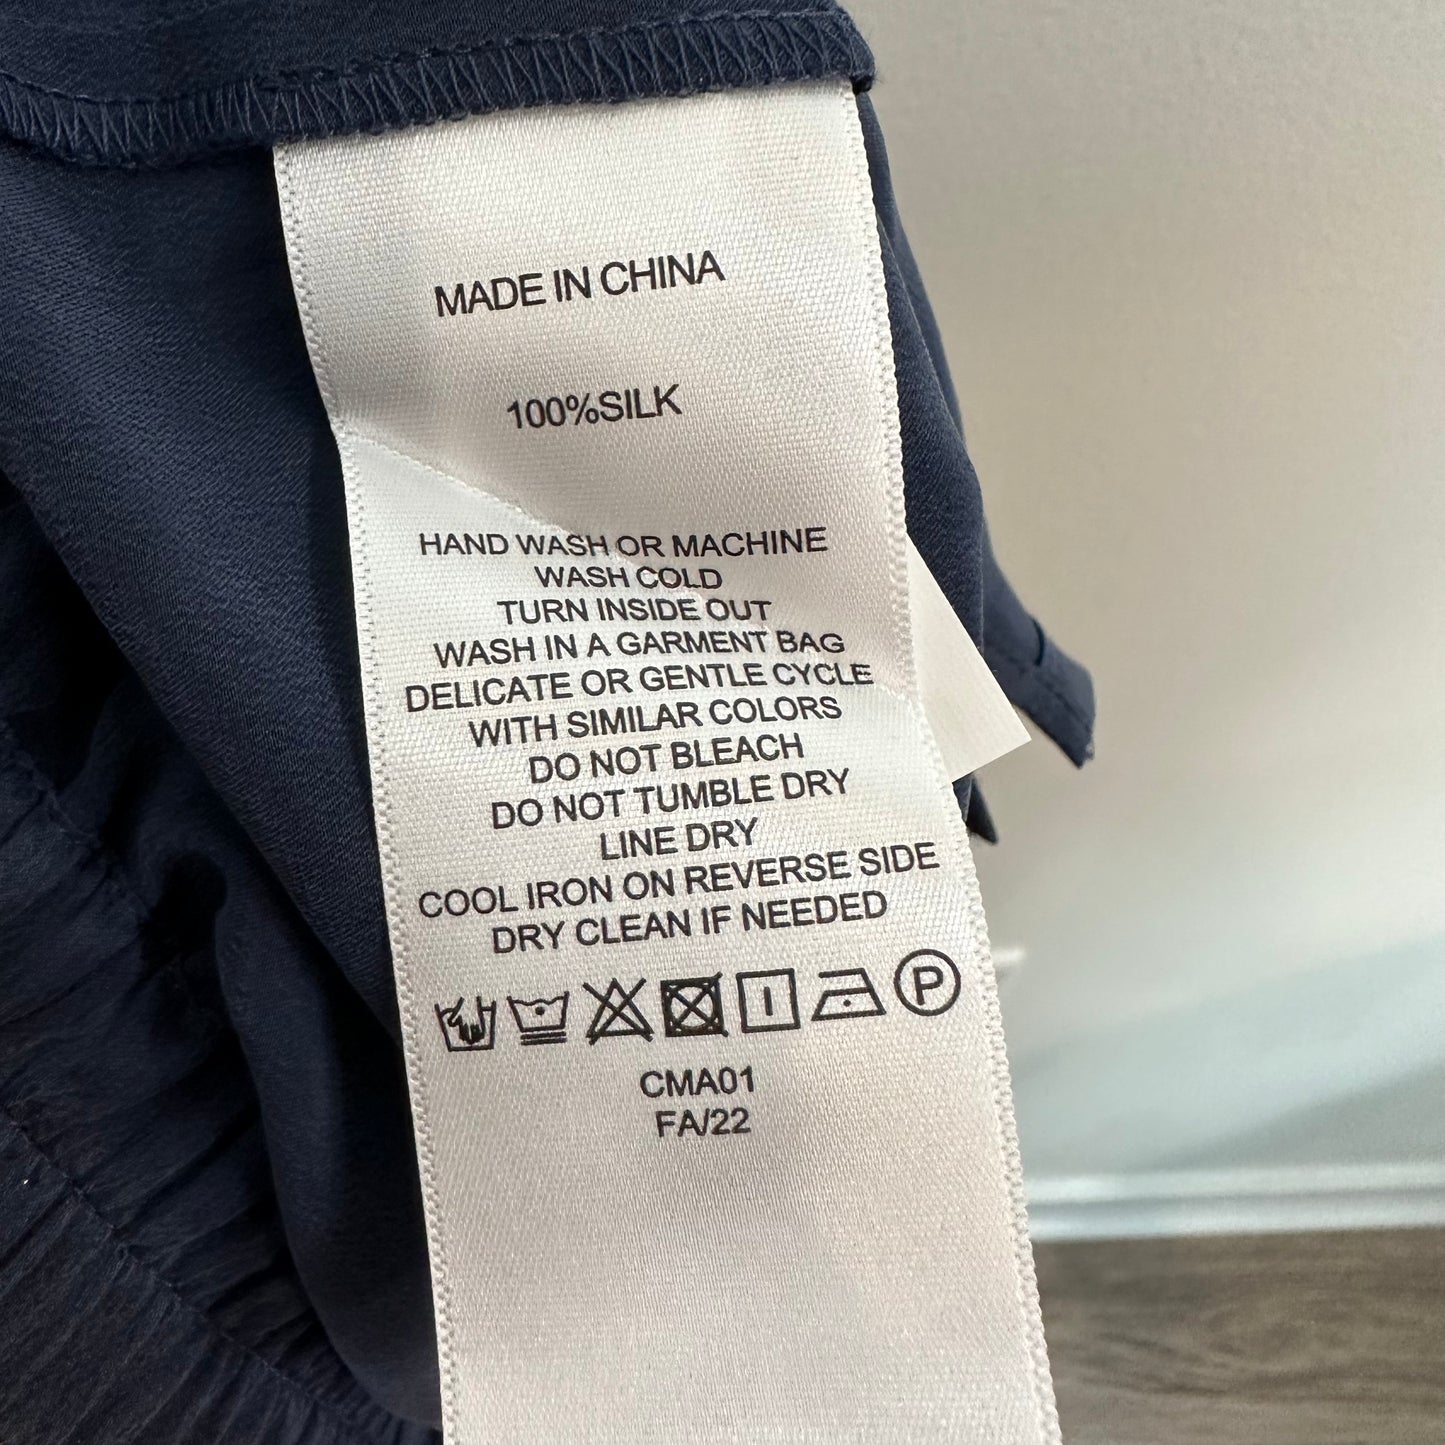 MADE IN CHINA
100%SILK
HAND WASH OR MACHINE
WASH COLD
TURN INSIDE OUT
WASH IN A GARMENT BAG
DELICATE OR GENTLE CYCLE
WITH SIMILAR COLORS
DO NOT BLEACH
DO NOT TUMBLE DRY
LINE DRY
COOL IRON ON REVERSE SIDE
DRY CLEAN IF NEEDED
P
CMA01
FA/22